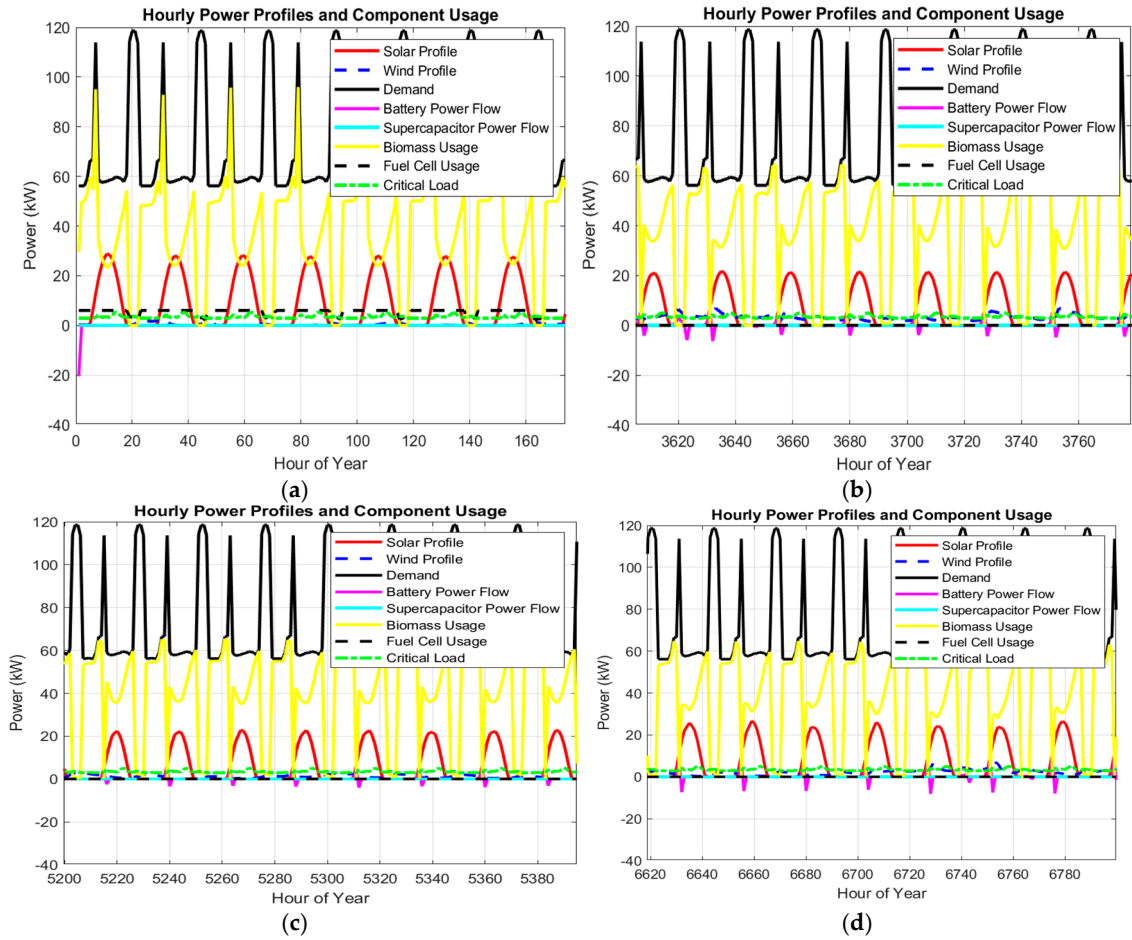 Hourly Power Profiles and Component Usage
120
100
80
60
40
20
0
-20
-40
Power (kW)
Solar Profile
Wind Profile
Demand
Battery Power Flow
Supercapacitor Power Flow
Biomass Usage
Fuel Cell Usage
Critical Load
0 20 40 60 80 100 120 140 160
Hour of Year
(a)
Hourly Power Profiles and Component Usage
120
100
80
60
40
20
0
-20
-40
Power (kW)
Solar Profile
Wind Profile
Demand
Battery Power Flow
Supercapacitor Power Flow
Biomass Usage
Fuel Cell Usage
Critical Load
3620 3640 3660 3680 3700 3720 3740 3760
Hour of Year
(b)
Hourly Power Profiles and Component Usage
120
100
80
60
40
20
0
-20
-40
Power (kW)
Solar Profile
Wind Profile
Demand
Battery Power Flow
Supercapacitor Power Flow
Biomass Usage
Fuel Cell Usage
Critical Load
5200 5220 5240 5260 5280 5300 5320 5340 5360 5380
Hour of Year
(c)
Hourly Power Profiles and Component Usage
120
100
80
60
40
20
0
-20
-40
Power (kW)
Solar Profile
Wind Profile
Demand
Battery Power Flow
Supercapacitor Power Flow
Biomass Usage
Fuel Cell Usage
Critical Load
6620 6640 6660 6680 6700 6720 6740 6760 6780
Hour of Year
(d)